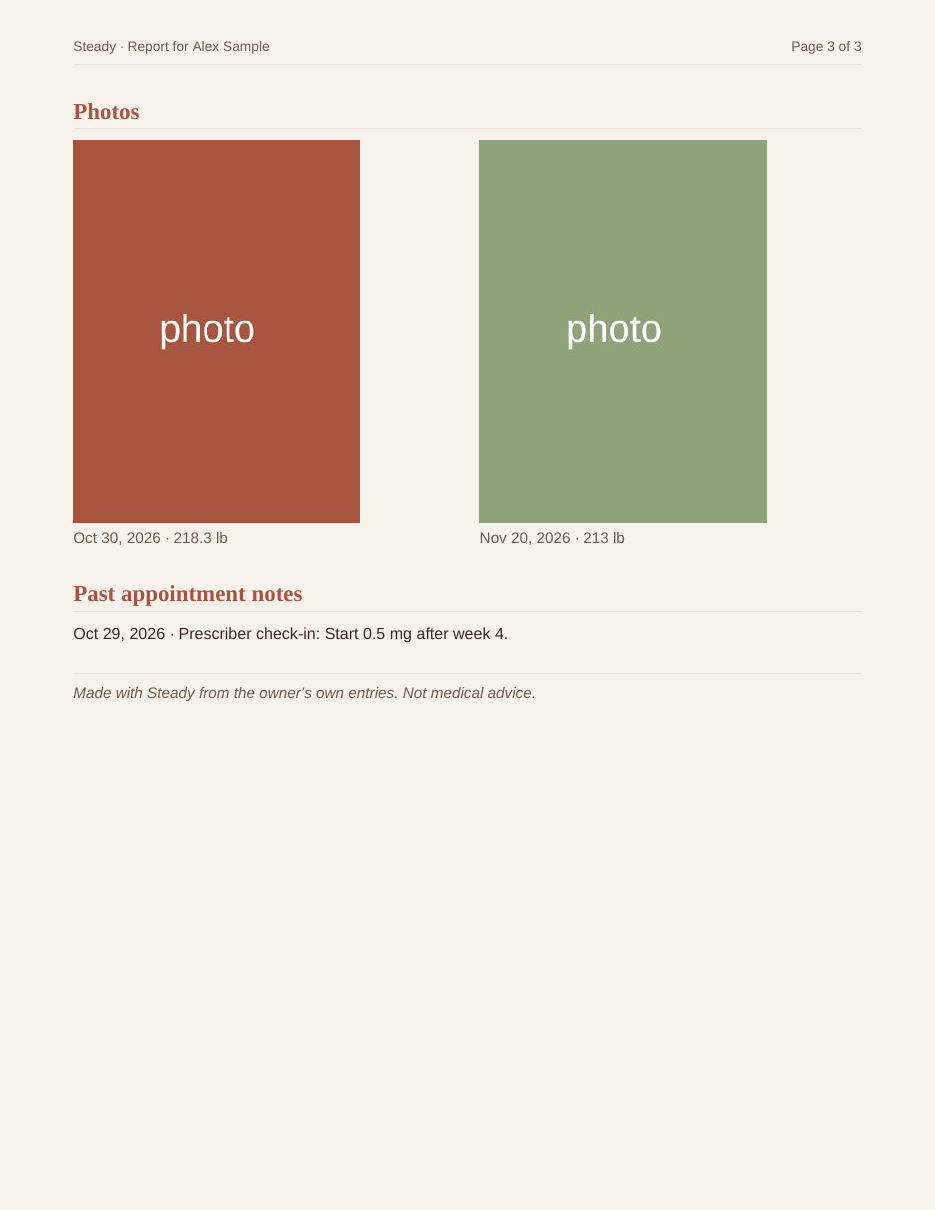 Steady · Report for Alex Sample
Page 3 of 3
Photos
photo
photo
Oct 30, 2026 · 218.3 lb
Nov 20, 2026 · 213 lb
Past appointment notes
Oct 29, 2026 · Prescriber check-in: Start 0.5 mg after week 4.
Made with Steady from the owner’s own entries. Not medical advice.